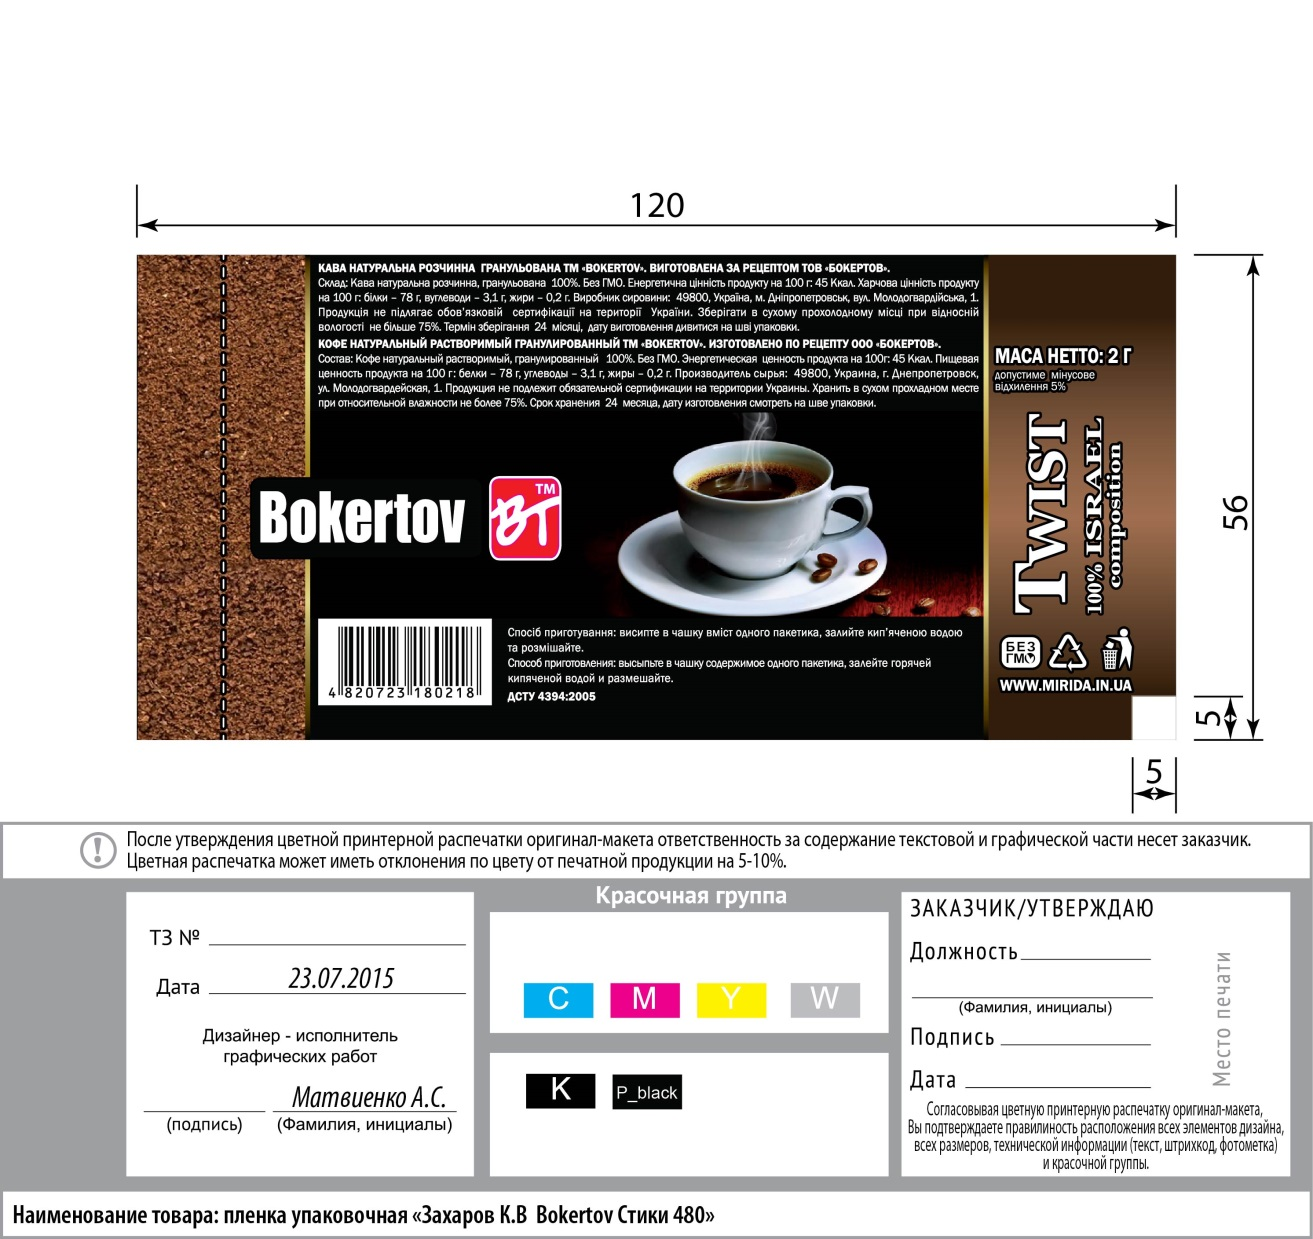 120
КАВА НАТУРАЛЬНА РОЗЧИННА ГРАНУЛЬОВАНА ТМ «BOKERTOV». ВИГОТОВЛЕНА ЗА РЕЦЕПТОМ ТОВ «БОКЕРТОВ».
Склад: Кава натуральна розчинна, гранульована 100%. Без ГМО. Енергетична цінність продукту на 100 г: 45 Ккал. Харчова цінність продукту
на 100 г: білки – 78 г, вуглеводи – 3,1 г, жири – 0,2 г. Виробник сировини: 49800, Україна, м. Дніпропетровськ, вул. Молодогвардійська, 1.
Продукція не підлягає обов'язковій сертифікації на території України. Зберігати в сухому прохолодному місці при відносній
вологості не більше 75%. Термін зберігання 24 місяці, дату виготовлення дивитися на шві упаковки.
КОФЕ НАТУРАЛЬНЫЙ РАСТВОРИМЫЙ ГРАНУЛИРОВАННЫЙ ТМ «BOKERTOV». ИЗГОТОВЛЕНО ПО РЕЦЕПТУ ООО «БОКЕРТОВ».
Состав: Кофе натуральный растворимый, гранулированный 100%. Без ГМО. Энергетическая ценность продукта на 100г: 45 Ккал. Пищевая
ценность продукта на 100 г: белки – 78 г, углеводы – 3,1 г, жиры – 0,2 г. Производитель сырья: 49800, Украина, г. Днепропетровск,
ул. Молодогвардейская, 1. Продукция не подлежит обязательной сертификации на территории Украины. Хранить в сухом прохладном месте
при относительной влажности не более 75%. Срок хранения 24 месяца, дату изготовления смотреть на шве упаковки.
МАСА НЕТТО: 2 Г
допустиме мінусове
відхилення 5%
TWIST
100% ISRAEL
composition
56
Bokertov
BT TM
4 820723 180218
Спосіб приготування: висипте в чашку вміст одного пакетика, залийте кип'яченою водою
та розмішайте.
Способ приготовления: высыпьте в чашку содержимое одного пакетика, залейте горячей
кипяченой водой и размешайте.
ДСТУ 4394:2005
БЕЗ
ГМО
WWW.MIRIDA.IN.UA
5
5
!
После утверждения цветной принтерной распечатки оригинал-макета ответственность за содержание текстовой и графической части несет заказчик.
Цветная распечатка может иметь отклонения по цвету от печатной продукции на 5-10%.
ТЗ №
Дата 23.07.2015
Дизайнер - исполнитель
графических работ
Матвиенко А.С.
(подпись) (Фамилия, инициалы)
Красочная группа
C M Y W
K P_black
ЗАКАЗЧИК/УТВЕРЖДАЮ
Должность
(Фамилия, инициалы)
Подпись
Дата
Место печати
Согласовывая цветную принтерную распечатку оригинал-макета,
Вы подтверждаете правилиность расположения всех элементов дизайна,
всех размеров, технической информации (текст, штрихкод, фотометка)
и красочной группы.
Наименование товара: пленка упаковочная «Захаров К.В Bokertov Стики 480»